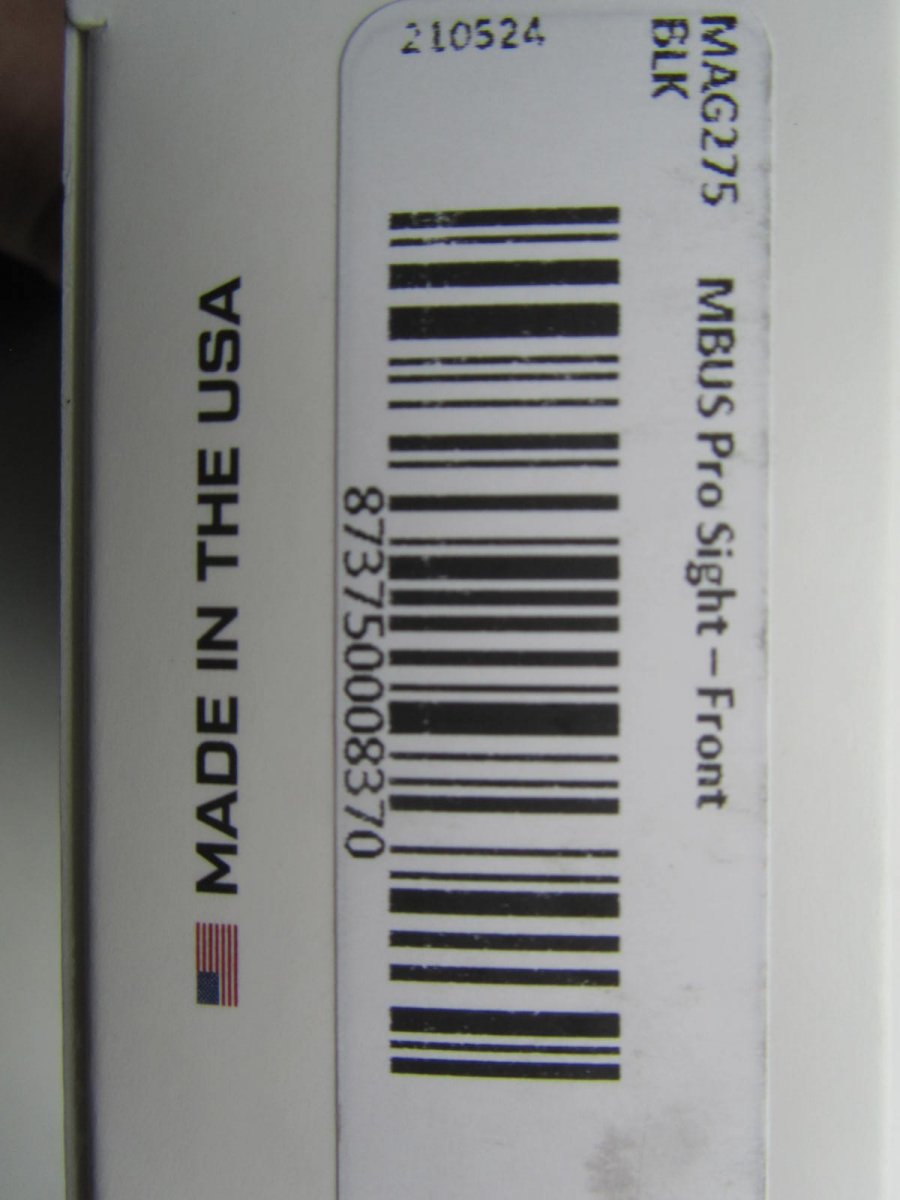 MAG275 MBUS Pro Sight – Front
BLK
873750008370
210524
MADE IN THE USA